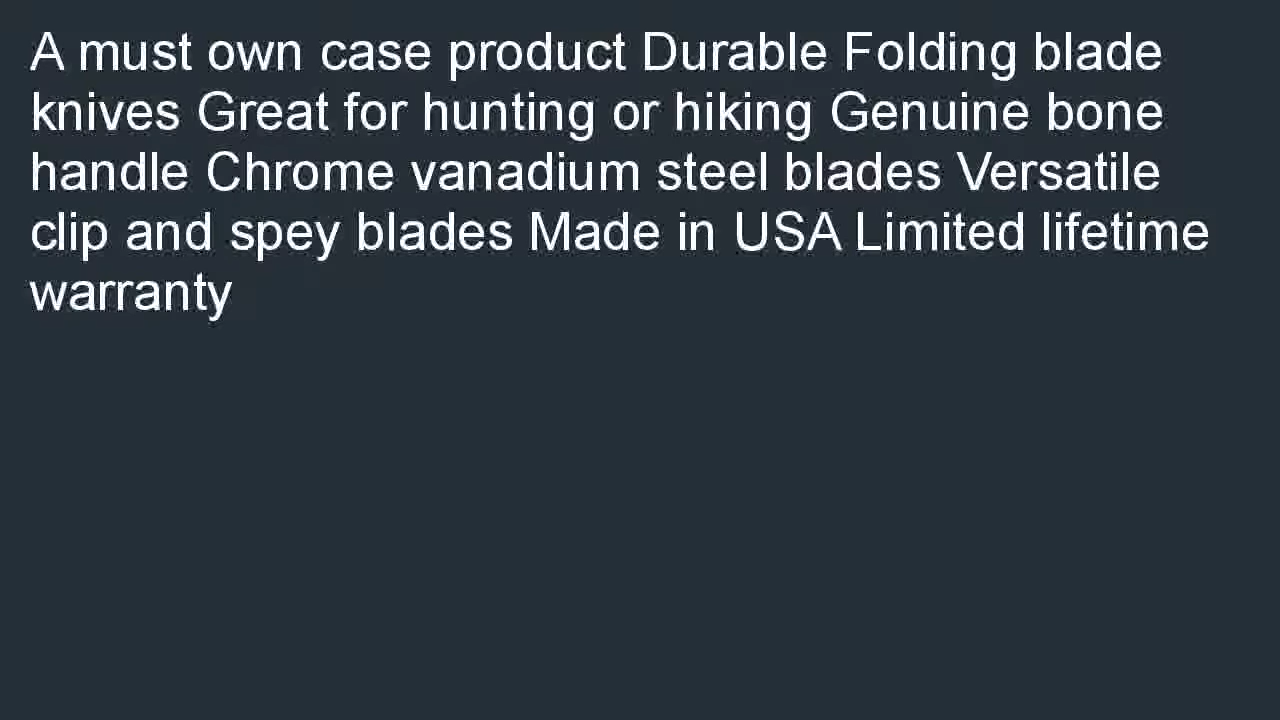 A must own case product Durable Folding blade
knives Great for hunting or hiking Genuine bone
handle Chrome vanadium steel blades Versatile
clip and spey blades Made in USA Limited lifetime
warranty